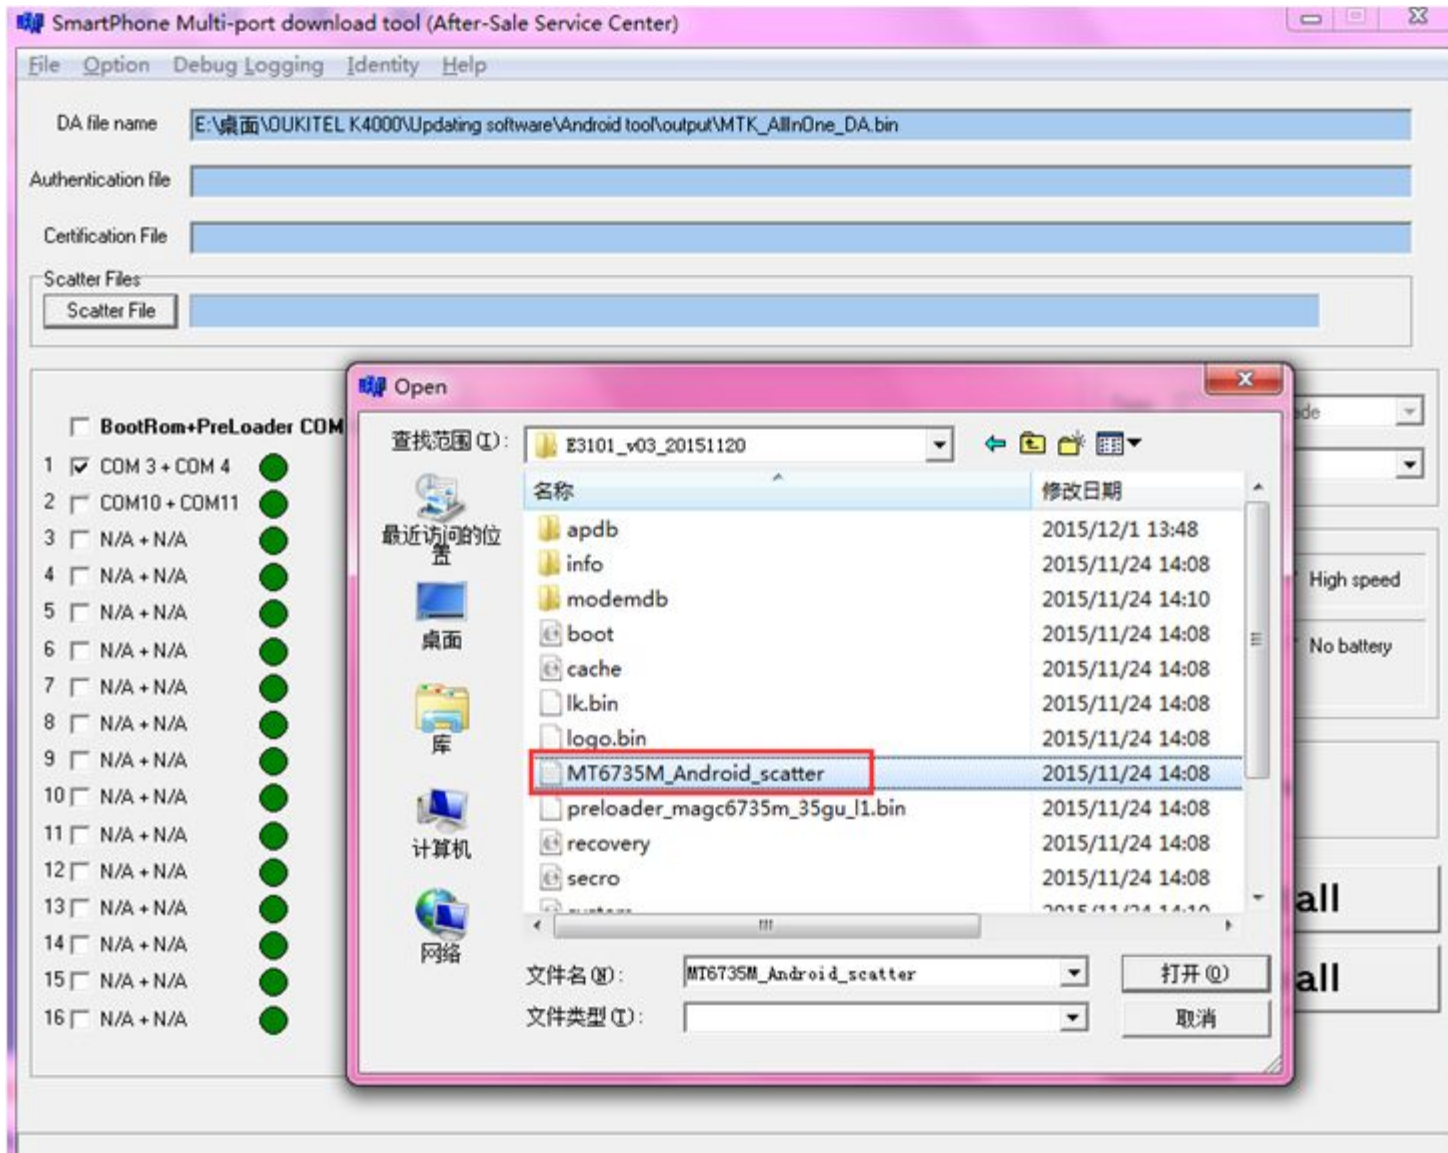 SmartPhone Multi-port download tool (After-Sale Service Center)
File Option Debug Logging Identity Help
DA file name E:\桌面\OUKITEL K4000\Updating software\Android tool\output\MTK_AllInOne_DA.bin
Authentication file
Certification File
Scatter Files
Scatter File
BootRom+PreLoader COM
1 COM 3 + COM 4
2 COM10 + COM11
3 N/A + N/A
4 N/A + N/A
5 N/A + N/A
6 N/A + N/A
7 N/A + N/A
8 N/A + N/A
9 N/A + N/A
10 N/A + N/A
11 N/A + N/A
12 N/A + N/A
13 N/A + N/A
14 N/A + N/A
15 N/A + N/A
16 N/A + N/A
Open
查找范围(I): E3101_v03_20151120
最近访问的位置
桌面
库
计算机
网络
名称 修改日期
apdb 2015/12/1 13:48
info 2015/11/24 14:08
modemdb 2015/11/24 14:10
boot 2015/11/24 14:08
cache 2015/11/24 14:08
lk.bin 2015/11/24 14:08
logo.bin 2015/11/24 14:08
MT6735M_Android_scatter 2015/11/24 14:08
preloader_magc6735m_35gu_l1.bin 2015/11/24 14:08
recovery 2015/11/24 14:08
secro 2015/11/24 14:08
文件名(N): MT6735M_Android_scatter 打开(O)
文件类型(T): 取消
High speed
No battery
all
all